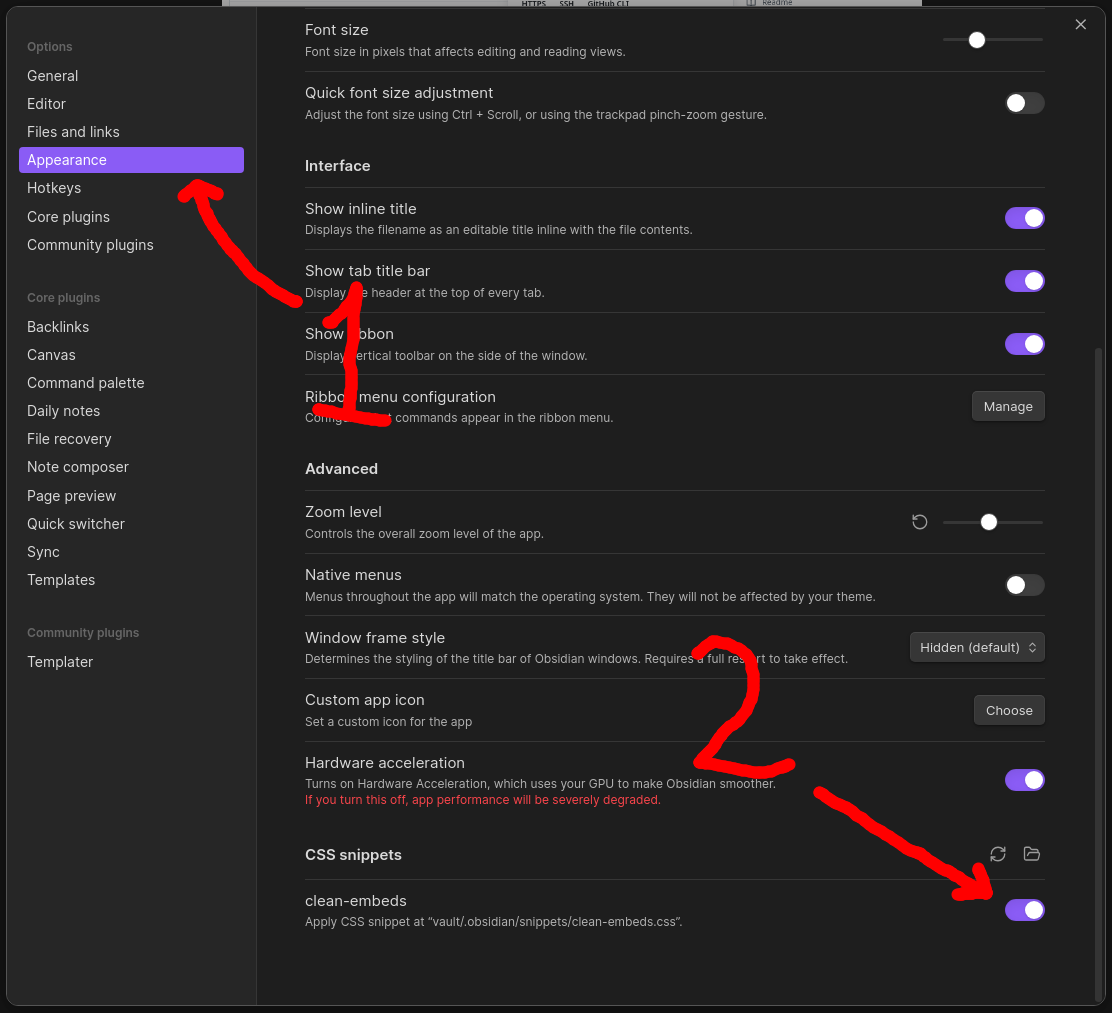 HTTPS SSH GitHub CLI
Readme
Options
General
Editor
Files and links
Appearance
Hotkeys
Core plugins
Community plugins
Core plugins
Backlinks
Canvas
Command palette
Daily notes
File recovery
Note composer
Page preview
Quick switcher
Sync
Templates
Community plugins
Templater
Font size
Font size in pixels that affects editing and reading views.
Quick font size adjustment
Adjust the font size using Ctrl + Scroll, or using the trackpad pinch-zoom gesture.
Interface
Show inline title
Displays the filename as an editable title inline with the file contents.
Show tab title bar
Display header at the top of every tab.
1
Show
Display vertical toolbar on the side of the window.
Ribbon menu configuration
Manage
commands appear in the ribbon menu.
Advanced
Zoom level
Controls the overall zoom level of the app.
Native menus
Menus throughout the app will match the operating system. They will not be affected by your theme.
Window frame style
Determines the styling of the title bar of Obsidian windows. Requires a full restart to take effect.
Hidden (default)
2
Custom app icon
Set a custom icon for the app
Choose
Hardware acceleration
Turns on Hardware Acceleration, which uses your GPU to make Obsidian smoother.
If you turn this off, app performance will be severely degraded.
CSS snippets
clean-embeds
Apply CSS snippet at “vault/.obsidian/snippets/clean-embeds.css”.